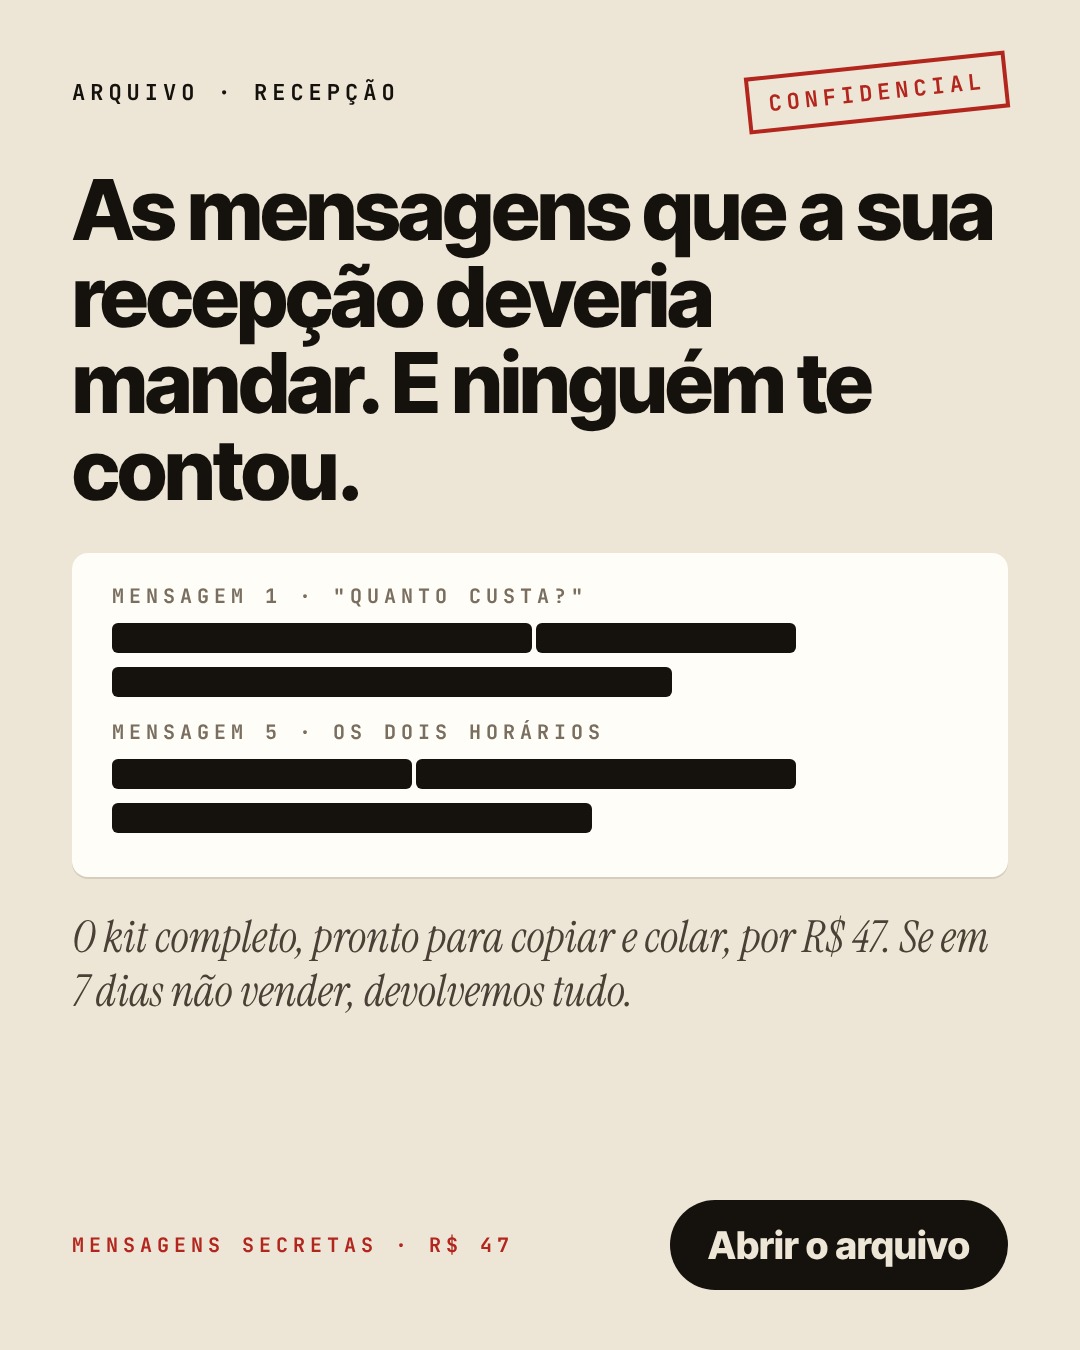 ARQUIVO · RECEPÇÃO
CONFIDENCIAL
As mensagens que a sua
recepção deveria
mandar. E ninguém te
contou.
MENSAGEM 1 · "QUANTO CUSTA?"
MENSAGEM 5 · OS DOIS HORÁRIOS
O kit completo, pronto para copiar e colar, por R$ 47. Se em
7 dias não vender, devolvemos tudo.
MENSAGENS SECRETAS · R$ 47
Abrir o arquivo